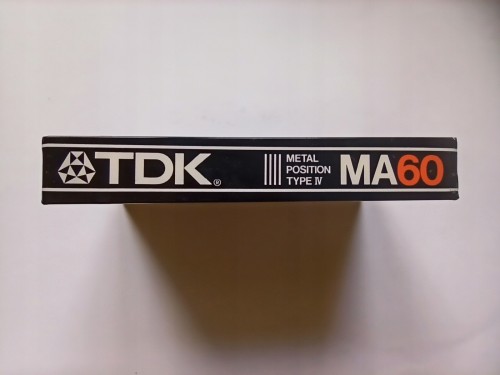 TDK®
METAL
POSITION
TYPE IV
MA60